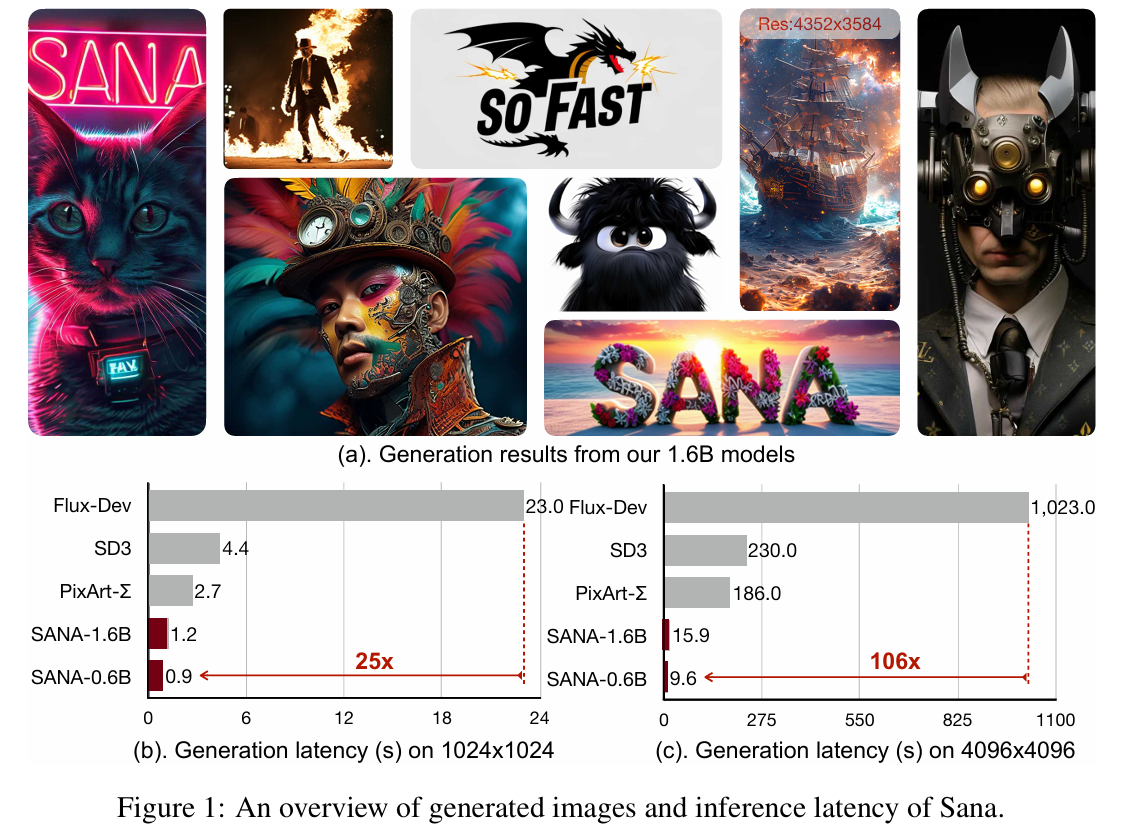 SANA
SO FAST
Res:4352x3584
SANA
(a). Generation results from our 1.6B models
Flux-Dev
23.0
SD3
4.4
PixArt-Σ
2.7
SANA-1.6B
1.2
SANA-0.6B
0.9
25x
0 6 12 18 24
(b). Generation latency (s) on 1024x1024
Flux-Dev
1,023.0
SD3
230.0
PixArt-Σ
186.0
SANA-1.6B
15.9
SANA-0.6B
9.6
106x
0 275 550 825 1100
(c). Generation latency (s) on 4096x4096
Figure 1: An overview of generated images and inference latency of Sana.